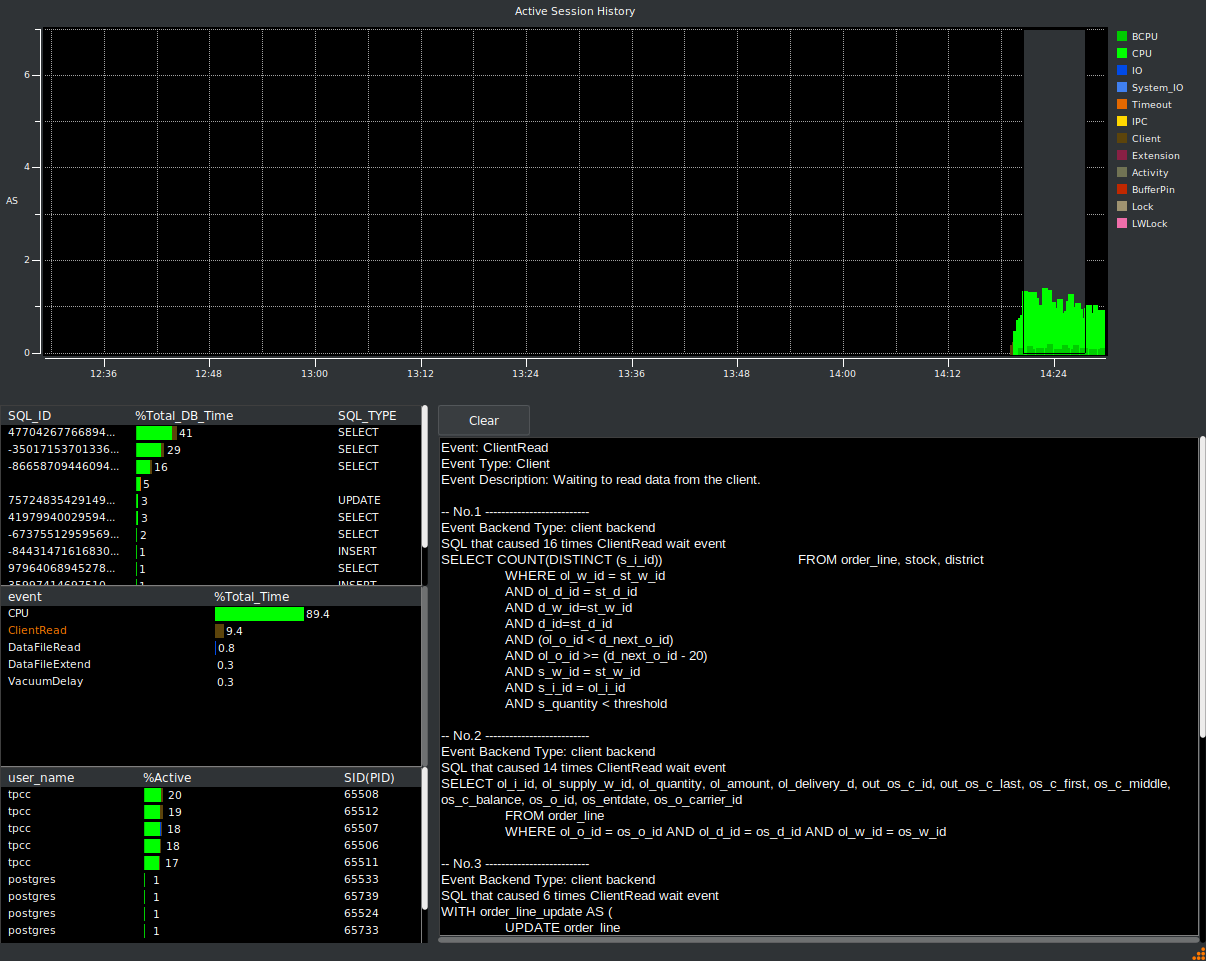 Active Session History
6
4
AS
2
0
12:36 12:48 13:00 13:12 13:24 13:36 13:48 14:00 14:12 14:24
BCPU
CPU
IO
System_IO
Timeout
IPC
Client
Extension
Activity
BufferPin
Lock
LWLock
SQL_ID %Total_DB_Time SQL_TYPE
47704267766894... 41 SELECT
-35017153701336... 29 SELECT
-86658709446094... 16 SELECT
5
75724835429149... 3 UPDATE
41979940029594... 3 SELECT
-67375512959569... 2 SELECT
-84431471616830... 1 INSERT
97964068945278... 1 SELECT
35997414697510... 1 INSERT
event %Total_Time
CPU 89.4
ClientRead 9.4
DataFileRead 0.8
DataFileExtend 0.3
VacuumDelay 0.3
user_name %Active SID(PID)
tpcc 20 65508
tpcc 19 65512
tpcc 18 65507
tpcc 18 65506
tpcc 17 65511
postgres 1 65533
postgres 1 65739
postgres 1 65524
postgres 1 65733
Clear
Event: ClientRead
Event Type: Client
Event Description: Waiting to read data from the client.
-- No.1 --------------------------
Event Backend Type: client backend
SQL that caused 16 times ClientRead wait event
SELECT COUNT(DISTINCT (s_i_id)) FROM order_line, stock, district
WHERE ol_w_id = st_w_id
AND ol_d_id = st_d_id
AND d_w_id=st_w_id
AND d_id=st_d_id
AND (ol_o_id < d_next_o_id)
AND ol_o_id >= (d_next_o_id - 20)
AND s_w_id = st_w_id
AND s_i_id = ol_i_id
AND s_quantity < threshold
-- No.2 --------------------------
Event Backend Type: client backend
SQL that caused 14 times ClientRead wait event
SELECT ol_i_id, ol_supply_w_id, ol_quantity, ol_amount, ol_delivery_d, out_os_c_id, out_os_c_last, os_c_first, os_c_middle,
os_c_balance, os_o_id, os_entdate, os_o_carrier_id
FROM order_line
WHERE ol_o_id = os_o_id AND ol_d_id = os_d_id AND ol_w_id = os_w_id
-- No.3 --------------------------
Event Backend Type: client backend
SQL that caused 6 times ClientRead wait event
WITH order_line_update AS (
UPDATE order_line